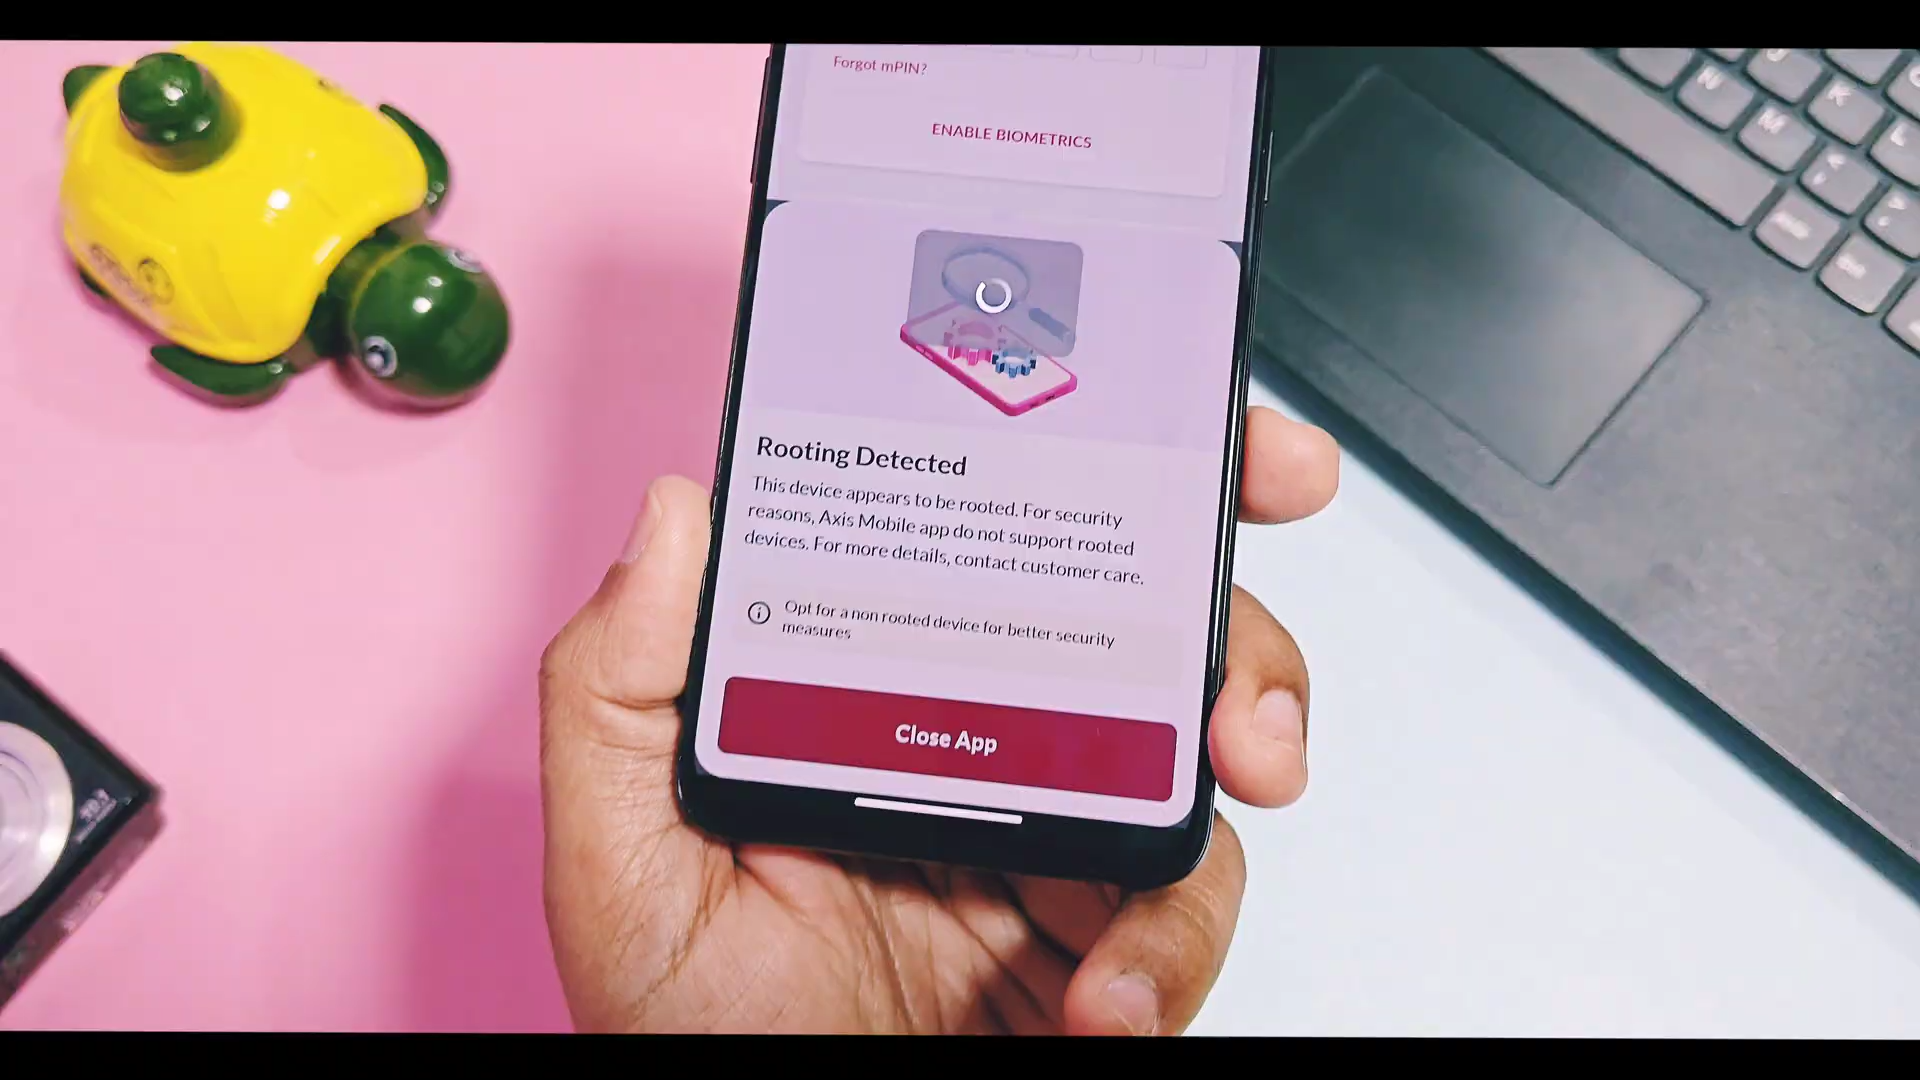 Forgot mPIN?
ENABLE BIOMETRICS
Rooting Detected
This device appears to be rooted. For security
reasons, Axis Mobile app do not support rooted
devices. For more details, contact customer care.
Opt for a non rooted device for better security
measures
Close App
N
M
K
L